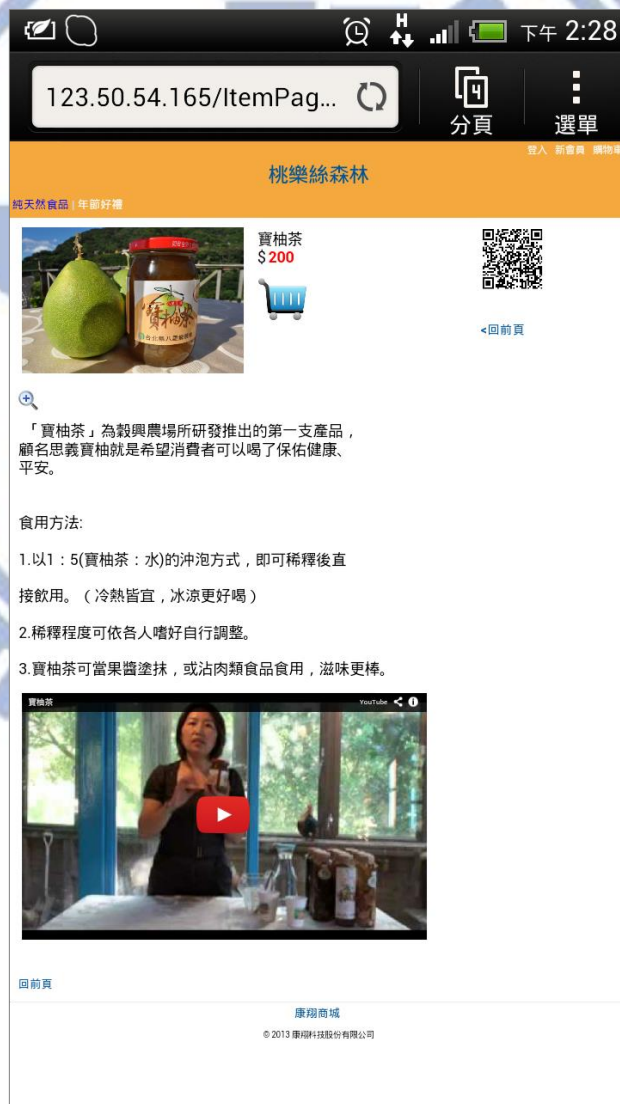 H
下午 2:28
123.50.54.165/ItemPag...
4
分頁
選單
登入 新會員 購物車
桃樂絲森林
純天然食品 | 年節好禮
寶柚茶
$200
寶柚茶
<回前頁
「寶柚茶」為穀興農場所研發推出的第一支產品，
顧名思義寶柚就是希望消費者可以喝了保佑健康、
平安。
食用方法:
1.以1：5(寶柚茶：水)的沖泡方式，即可稀釋後直
接飲用。（冷熱皆宜，冰涼更好喝）
2.稀釋程度可依各人嗜好自行調整。
3.寶柚茶可當果醬塗抹，或沾肉類食品食用，滋味更棒。
寶柚茶
YouTube
回前頁
康翔商城
© 2013 康翔科技股份有限公司